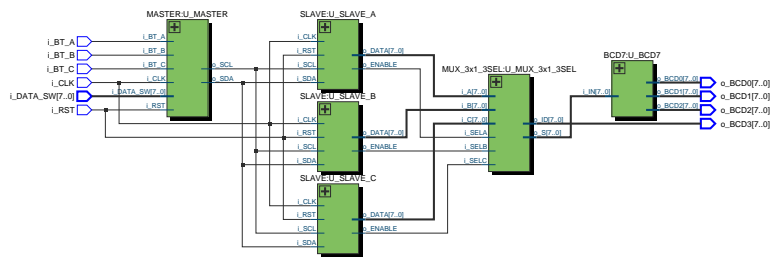 MASTER:U_MASTER
i_BT_A
i_BT_B
i_BT_C
i_CLK
i_DATA_SW[7..0]
i_RST
i_BT_A
i_BT_B
i_BT_C
i_CLK
i_DATA_SW[7..0]
i_RST
o_SCL
o_SDA
SLAVE:U_SLAVE_A
i_CLK
i_RST
i_SCL
i_SDA
o_DATA[7..0]
o_ENABLE
SLAVE:U_SLAVE_B
i_CLK
i_RST
i_SCL
i_SDA
o_DATA[7..0]
o_ENABLE
SLAVE:U_SLAVE_C
i_CLK
i_RST
i_SCL
i_SDA
o_DATA[7..0]
o_ENABLE
MUX_3x1_3SEL:U_MUX_3x1_3SEL
i_A[7..0]
i_B[7..0]
i_C[7..0]
i_SELA
i_SELB
i_SELC
o_ID[7..0]
o_S[7..0]
BCD7:U_BCD7
i_IN[7..0]
o_BCD0[7..0]
o_BCD1[7..0]
o_BCD2[7..0]
o_BCD0[7..0]
o_BCD1[7..0]
o_BCD2[7..0]
o_BCD3[7..0]